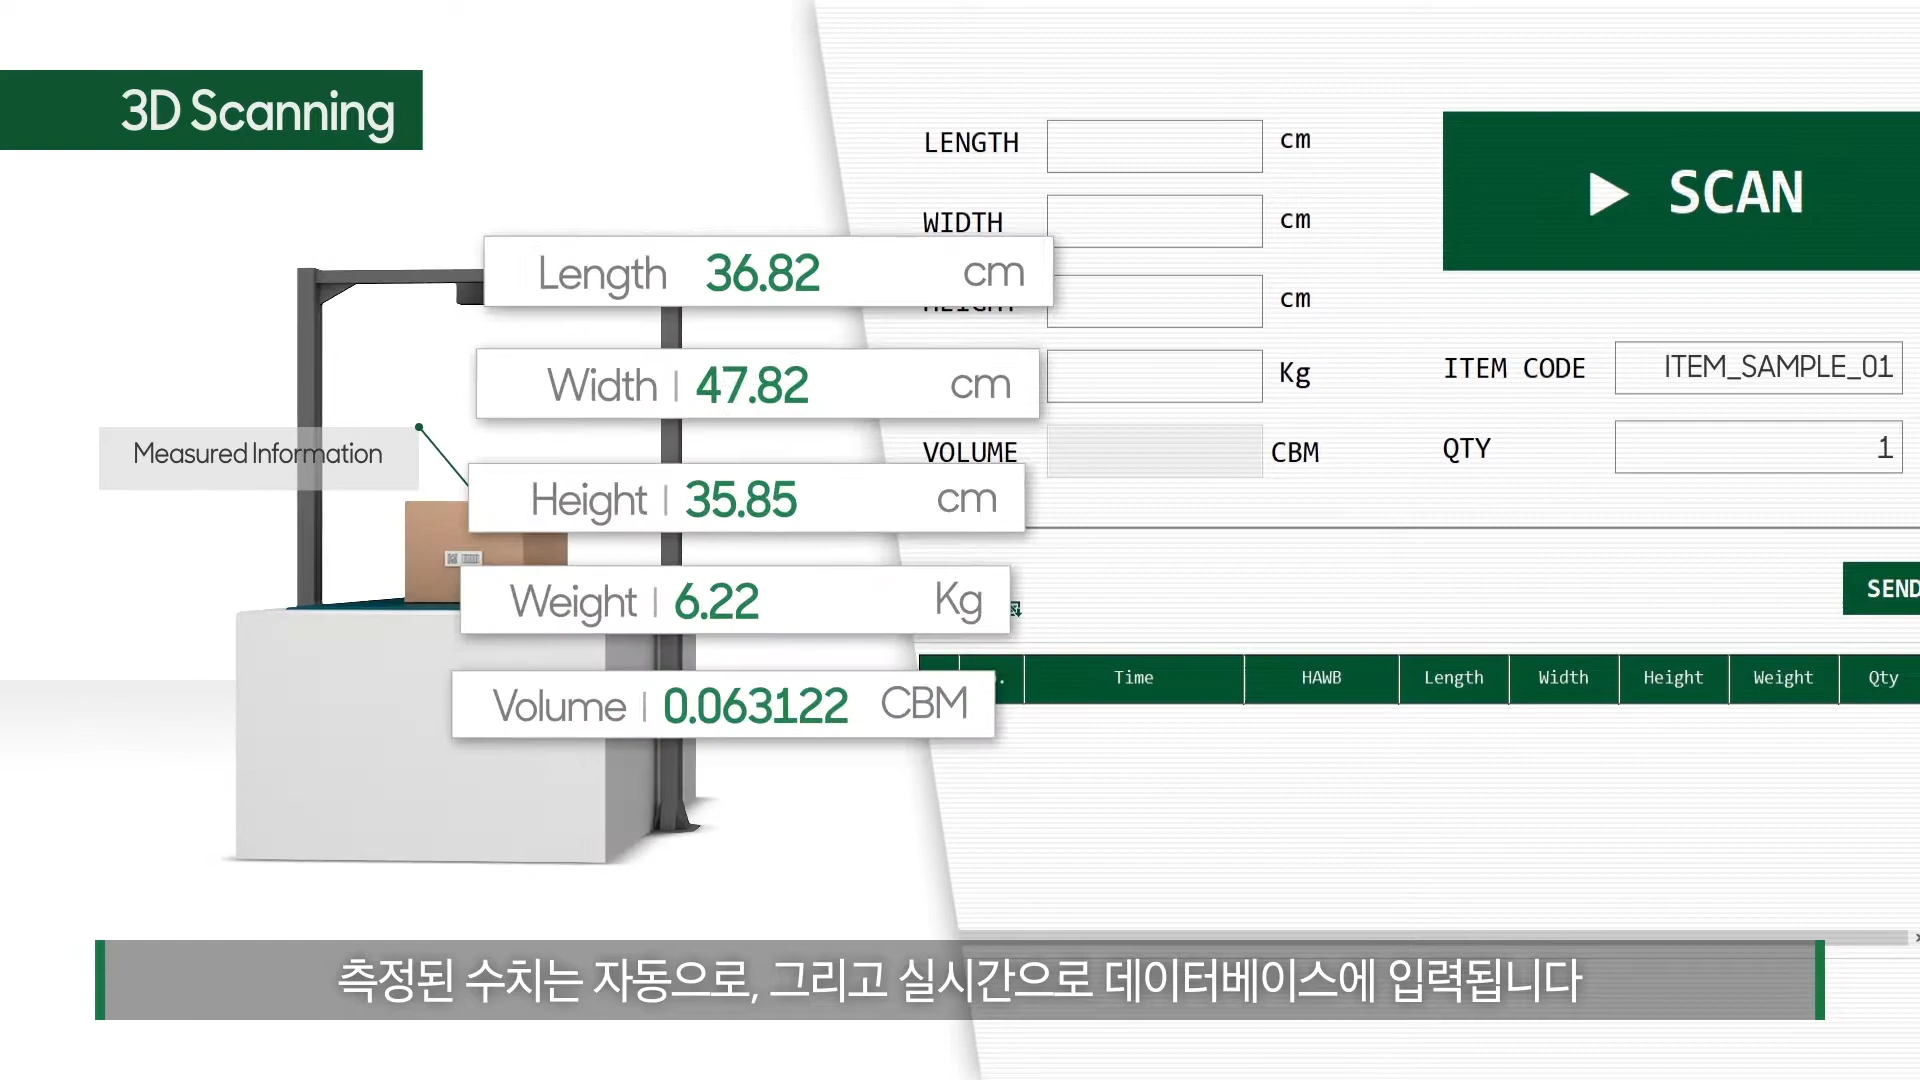 3D Scanning
LENGTH cm
WIDTH cm
HEIGHT cm
Kg
VOLUME CBM
▶ SCAN
ITEM CODE ITEM_SAMPLE_01
QTY 1
SEND
Length 36.82 cm
Width | 47.82 cm
Height | 35.85 cm
Weight | 6.22 Kg
Volume | 0.063122 CBM
Measured Information
Time HAWB Length Width Height Weight Qty
측정된 수치는 자동으로, 그리고 실시간으로 데이터베이스에 입력됩니다